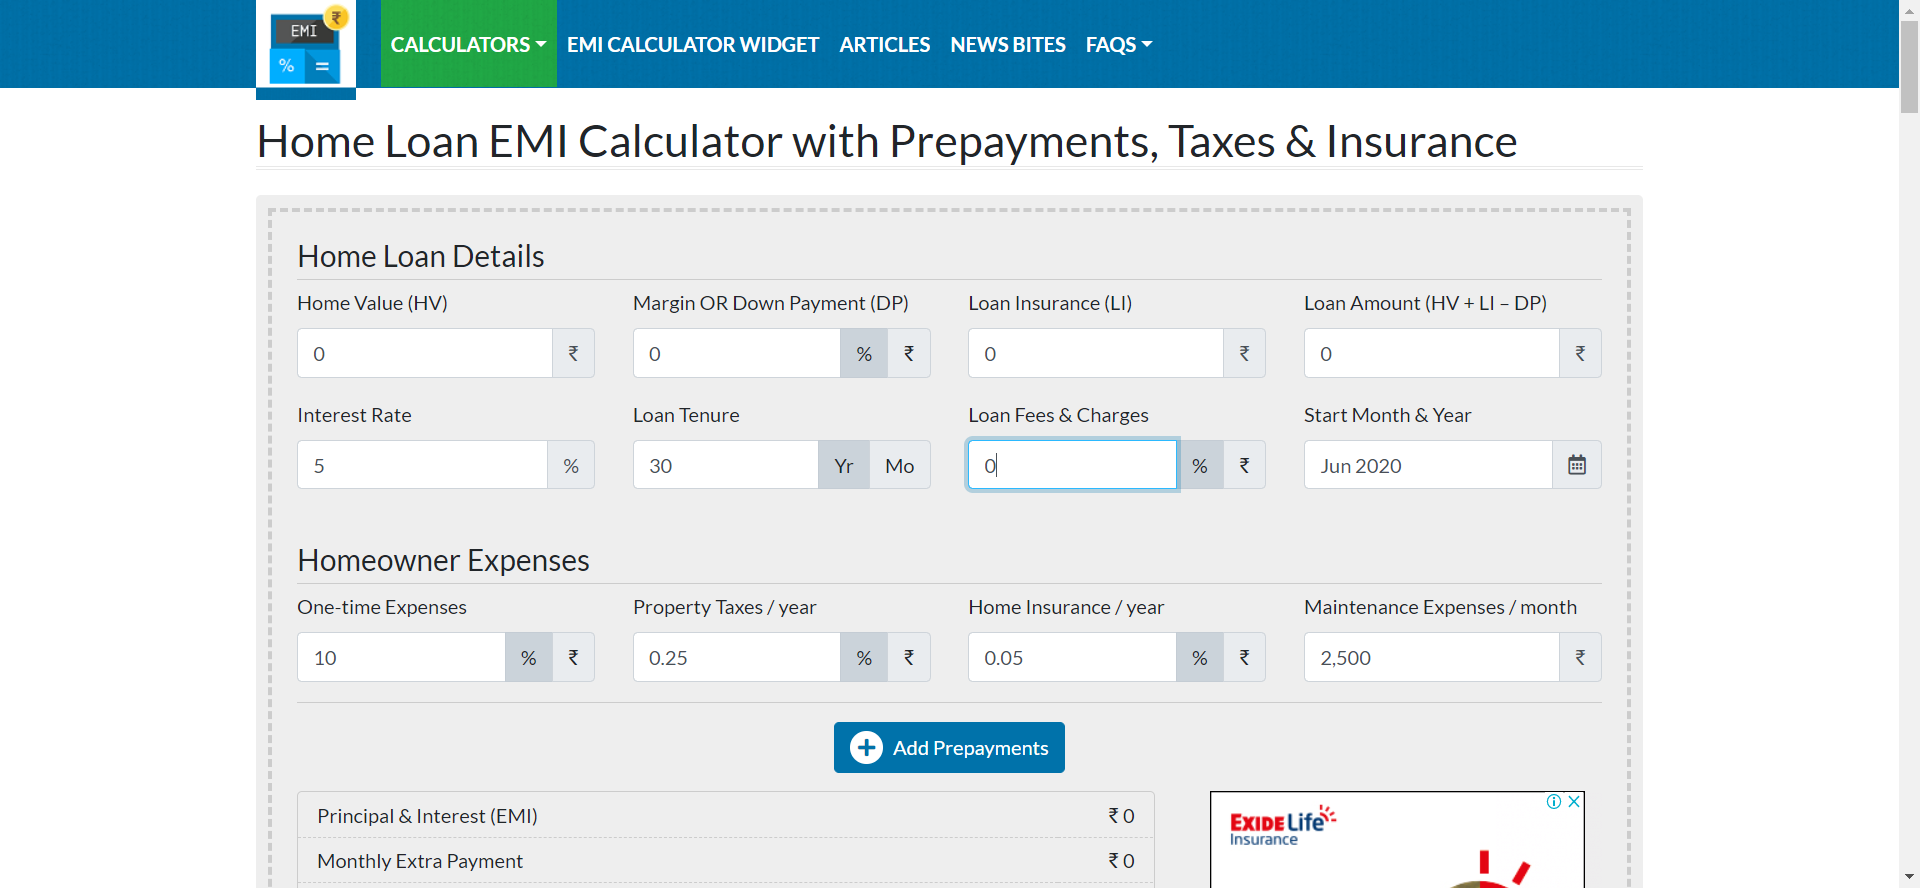 EMI
₹
%
=
CALCULATORS
EMI CALCULATOR WIDGET
ARTICLES
NEWS BITES
FAQS
Home Loan EMI Calculator with Prepayments, Taxes & Insurance
Home Loan Details
Home Value (HV)
Margin OR Down Payment (DP)
Loan Insurance (LI)
Loan Amount (HV + LI – DP)
0 ₹
0 % ₹
0 ₹
0 ₹
Interest Rate
Loan Tenure
Loan Fees & Charges
Start Month & Year
5 %
30 Yr Mo
0 % ₹
Jun 2020
Homeowner Expenses
One-time Expenses
Property Taxes / year
Home Insurance / year
Maintenance Expenses / month
10 % ₹
0.25 % ₹
0.05 % ₹
2,500 ₹
Add Prepayments
Principal & Interest (EMI) ₹ 0
Monthly Extra Payment ₹ 0
EXIDE Life
Insurance